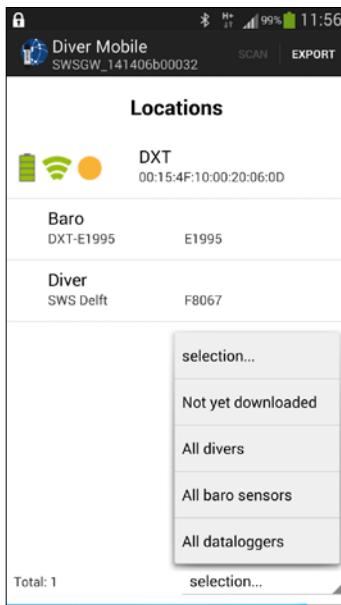 H+ 99% 11:56
Diver Mobile
SWSGW_141406b00032
SCAN EXPORT
Locations
DXT
00:15:4F:10:00:20:06:0D
Baro
DXT-E1995 E1995
Diver
SWS Delft F8067
selection...
Not yet downloaded
All divers
All baro sensors
All dataloggers
Total: 1 selection...